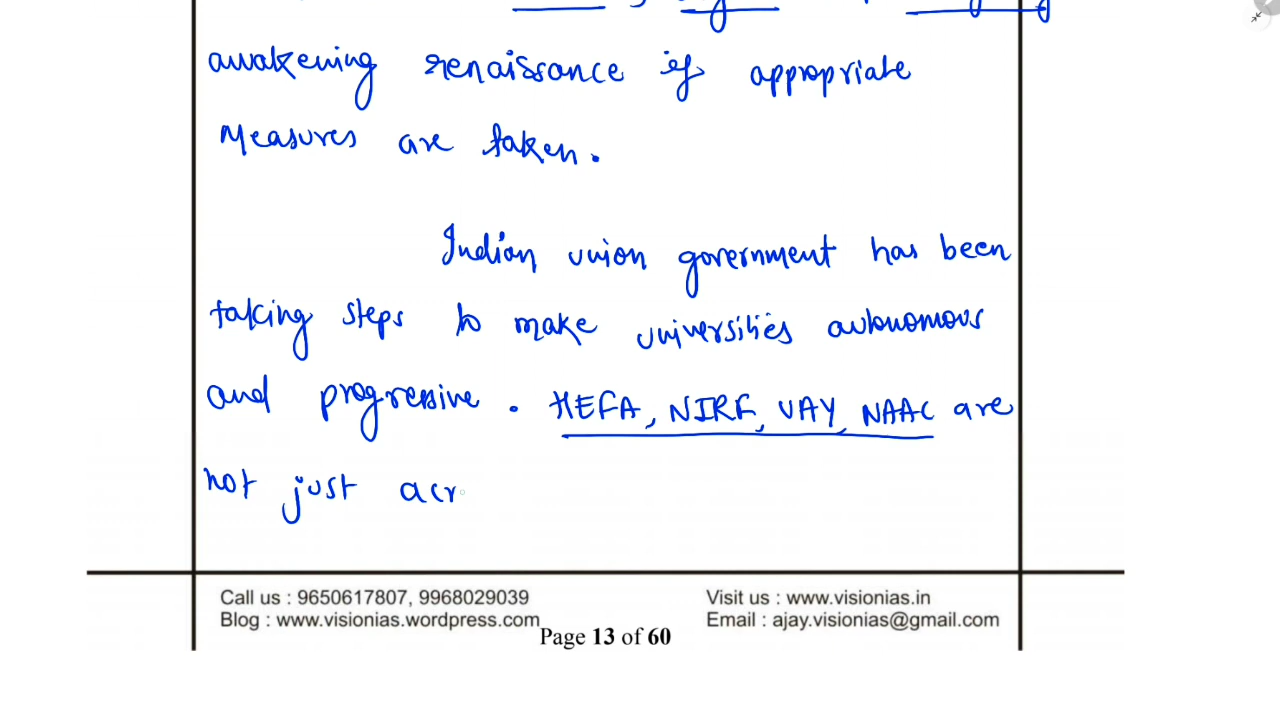 awakening renaissance if appropriate
measures are taken.
Indian union government has been
taking steps to make universities autonomous
and progressive. HEFA, NIRF, UAY, NAAC are
not just acr
Call us : 9650617807, 9968029039
Visit us : www.visionias.in
Blog : www.visionias.wordpress.com
Email : ajay.visionias@gmail.com
Page 13 of 60